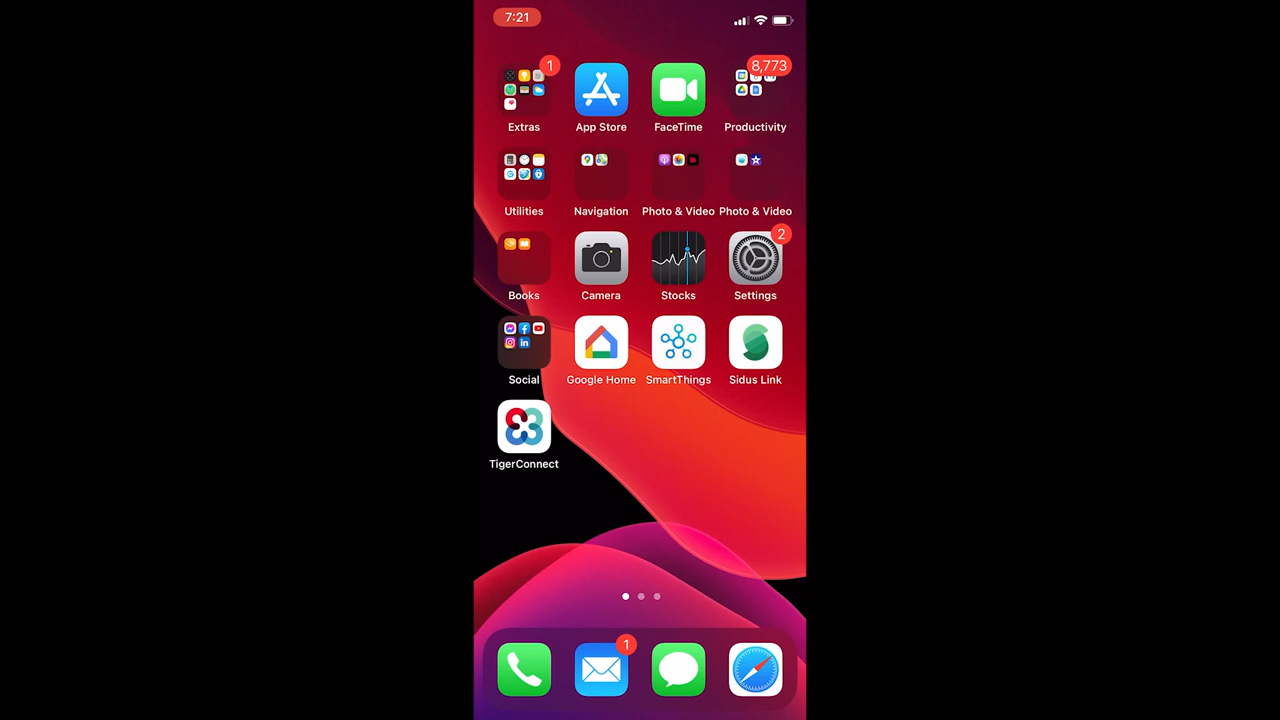 7:21
1
8,773
Extras
App Store
FaceTime
Productivity
Utilities
Navigation
Photo & Video
Photo & Video
2
Books
Camera
Stocks
Settings
Social
Google Home
SmartThings
Sidus Link
TigerConnect
1